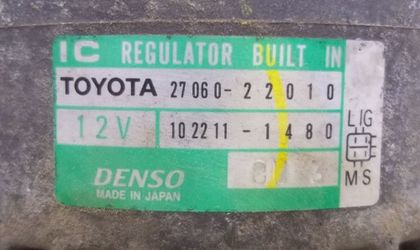 IC REGULATOR BUILT IN
TOYOTA 27060-22010
12V 102211-1480
L IG
M S
DENSO
MADE IN JAPAN